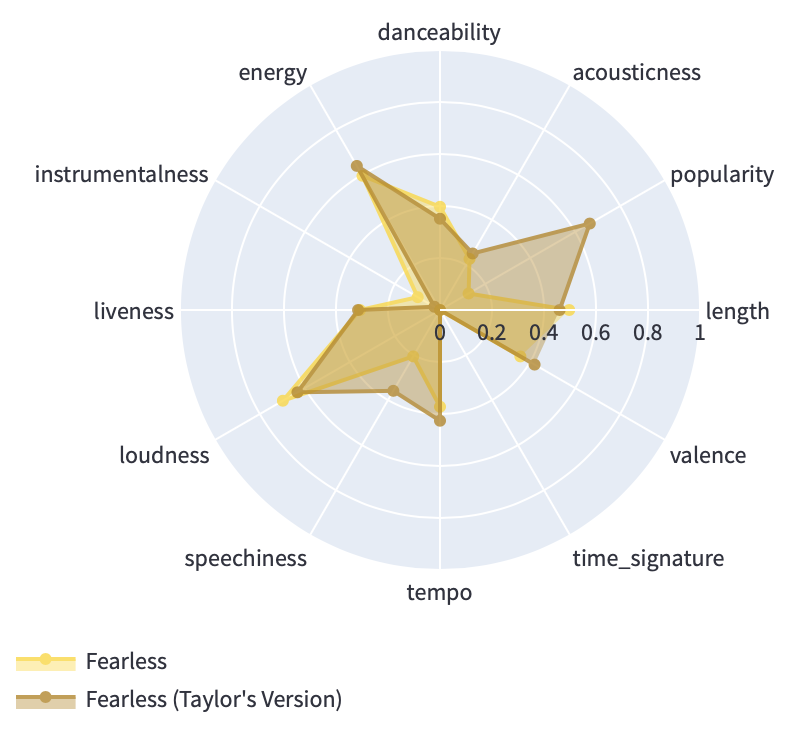 danceability
energy
acousticness
instrumentalness
popularity
liveness
length
0 0.2 0.4 0.6 0.8 1
loudness
valence
speechiness
time_signature
tempo
Fearless
Fearless (Taylor's Version)